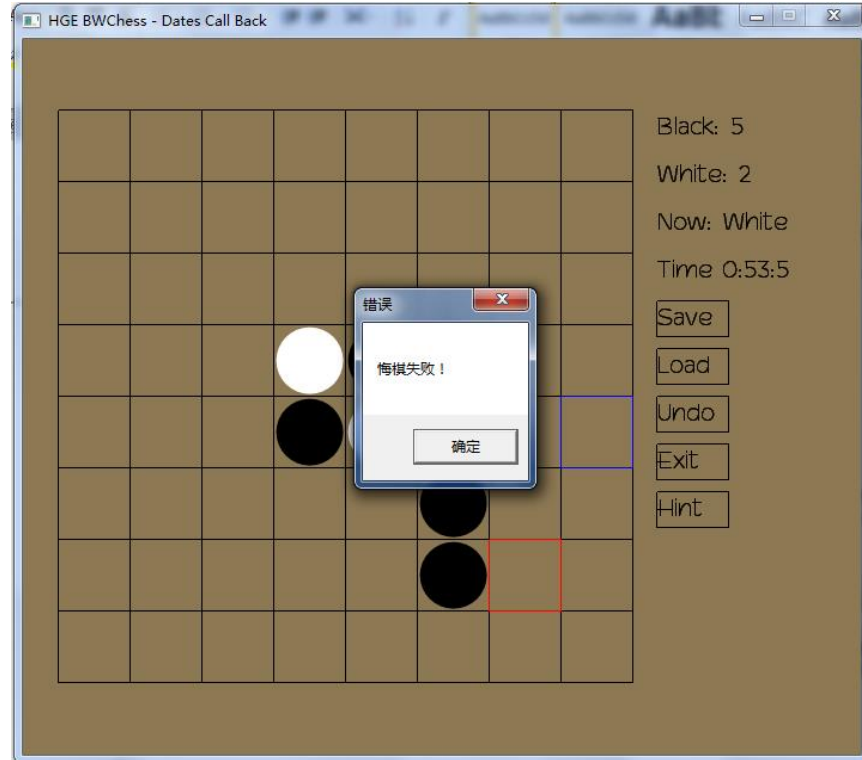 HGE BWChess - Dates Call Back
Black: 5
White: 2
Now: White
Time 0:53:5
错误
悔棋失败！
确定
Save
Load
Undo
Exit
Hint